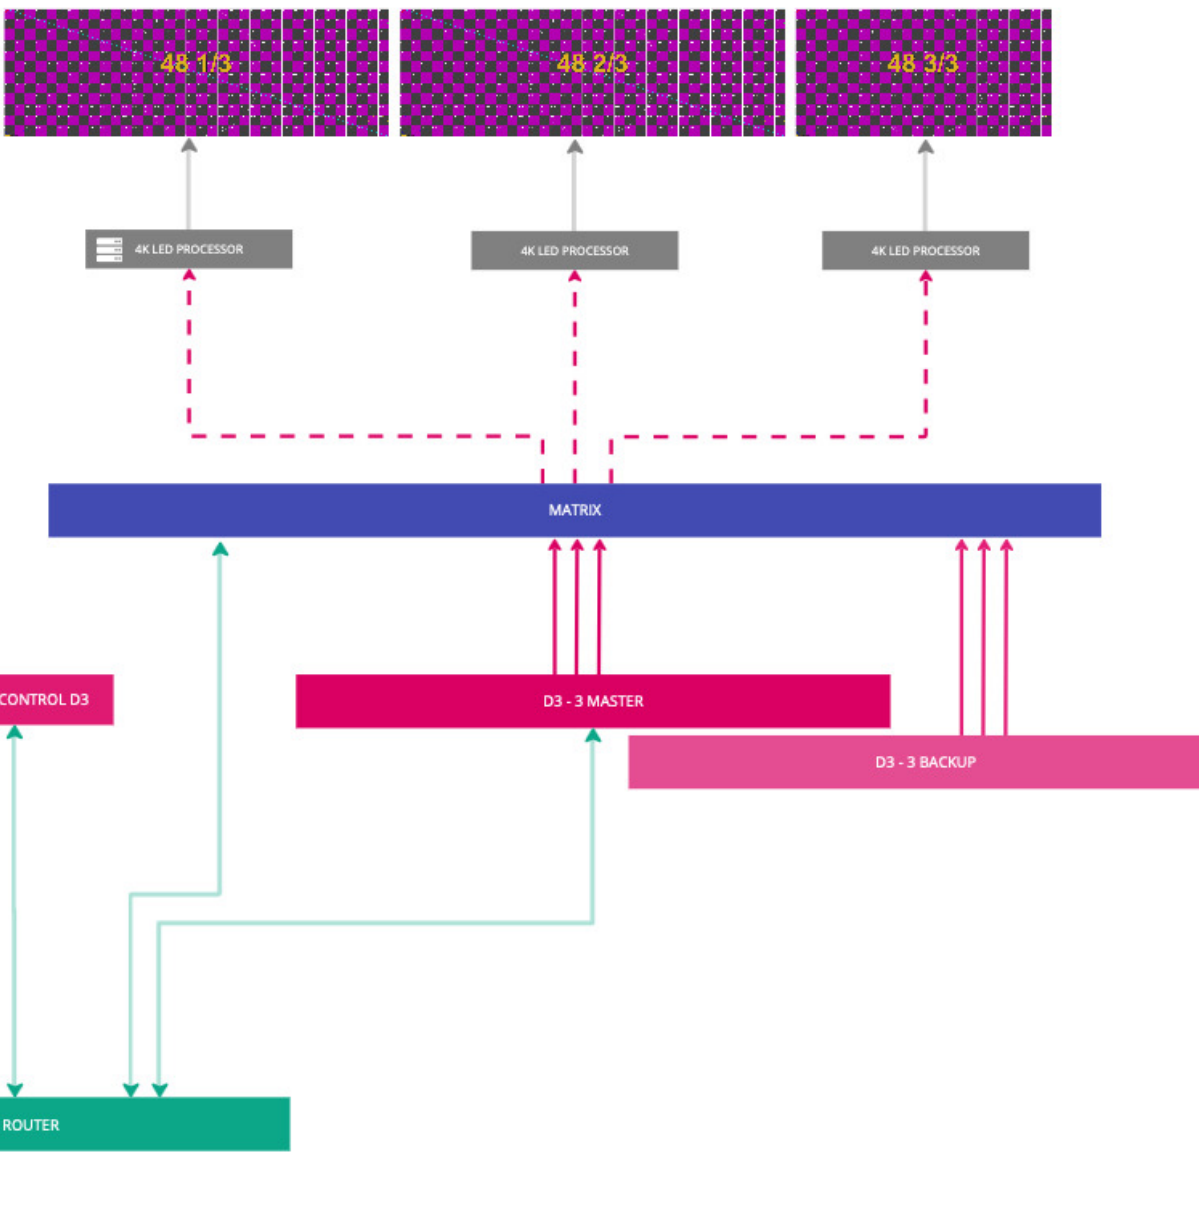 48 1/3
48 2/3
48 3/3
4K LED PROCESSOR
4K LED PROCESSOR
4K LED PROCESSOR
MATRIX
CONTROL D3
D3 - 3 MASTER
D3 - 3 BACKUP
ROUTER